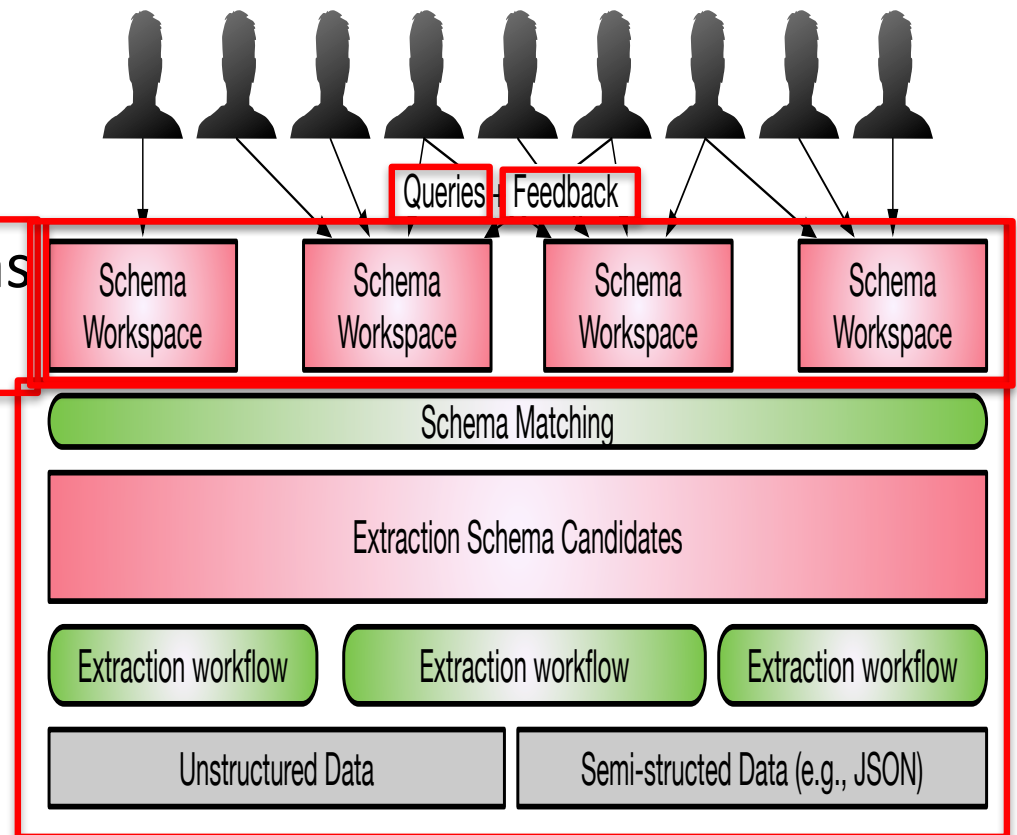 Queries + Feedback
Schema Workspace
Schema Workspace
Schema Workspace
Schema Workspace
Schema Matching
Extraction Schema Candidates
Extraction workflow
Extraction workflow
Extraction workflow
Unstructured Data
Semi-structed Data (e.g., JSON)